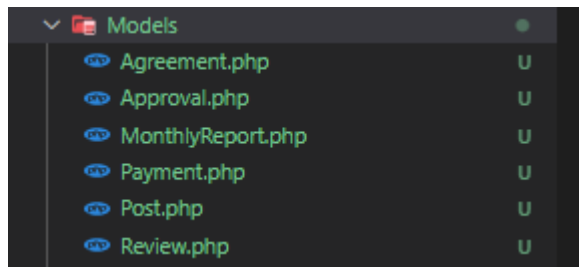 Models
Agreement.php U
Approval.php U
MonthlyReport.php U
Payment.php U
Post.php U
Review.php U